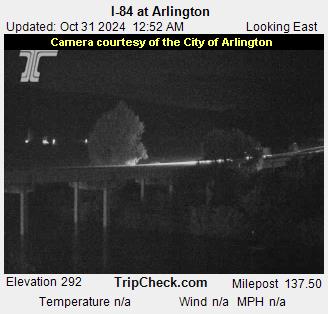 I-84 at Arlington
Updated: Oct 31 2024 12:52 AM Looking East
Camera courtesy of the City of Arlington
Elevation 292 TripCheck.com Milepost 137.50
Temperature n/a Wind n/a MPH n/a